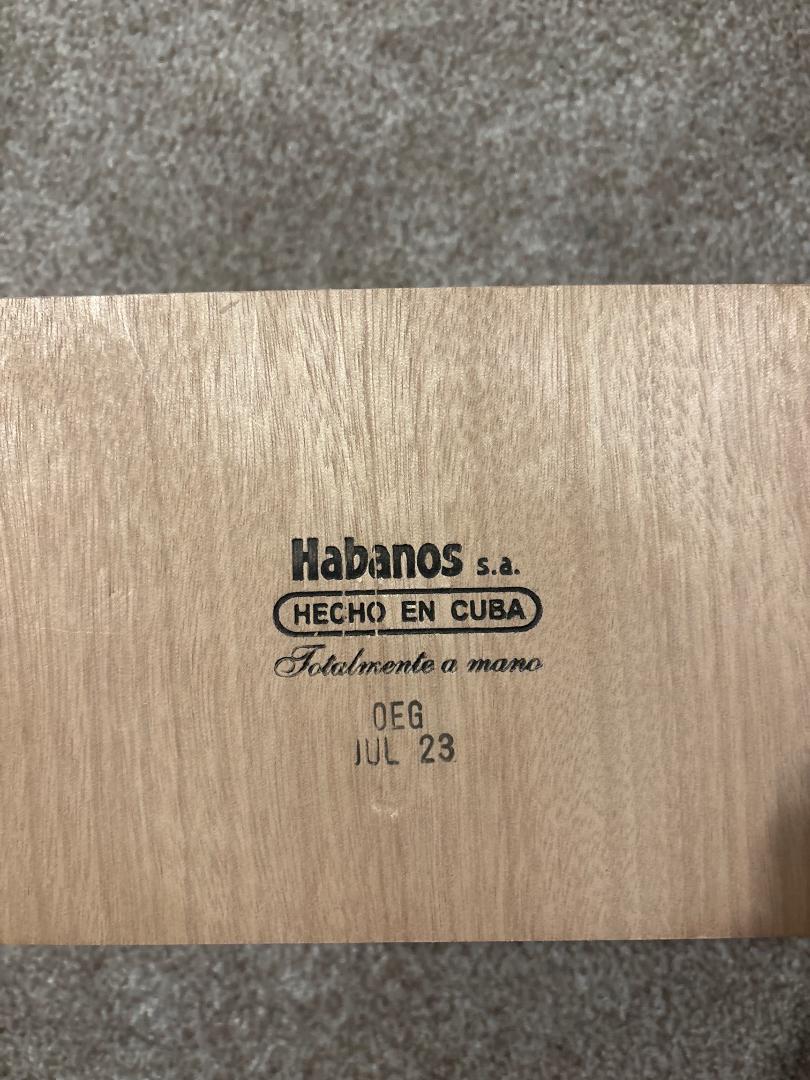 Habanos s.a.
HECHO EN CUBA
Totalmente a mano
OEG
JUL 23